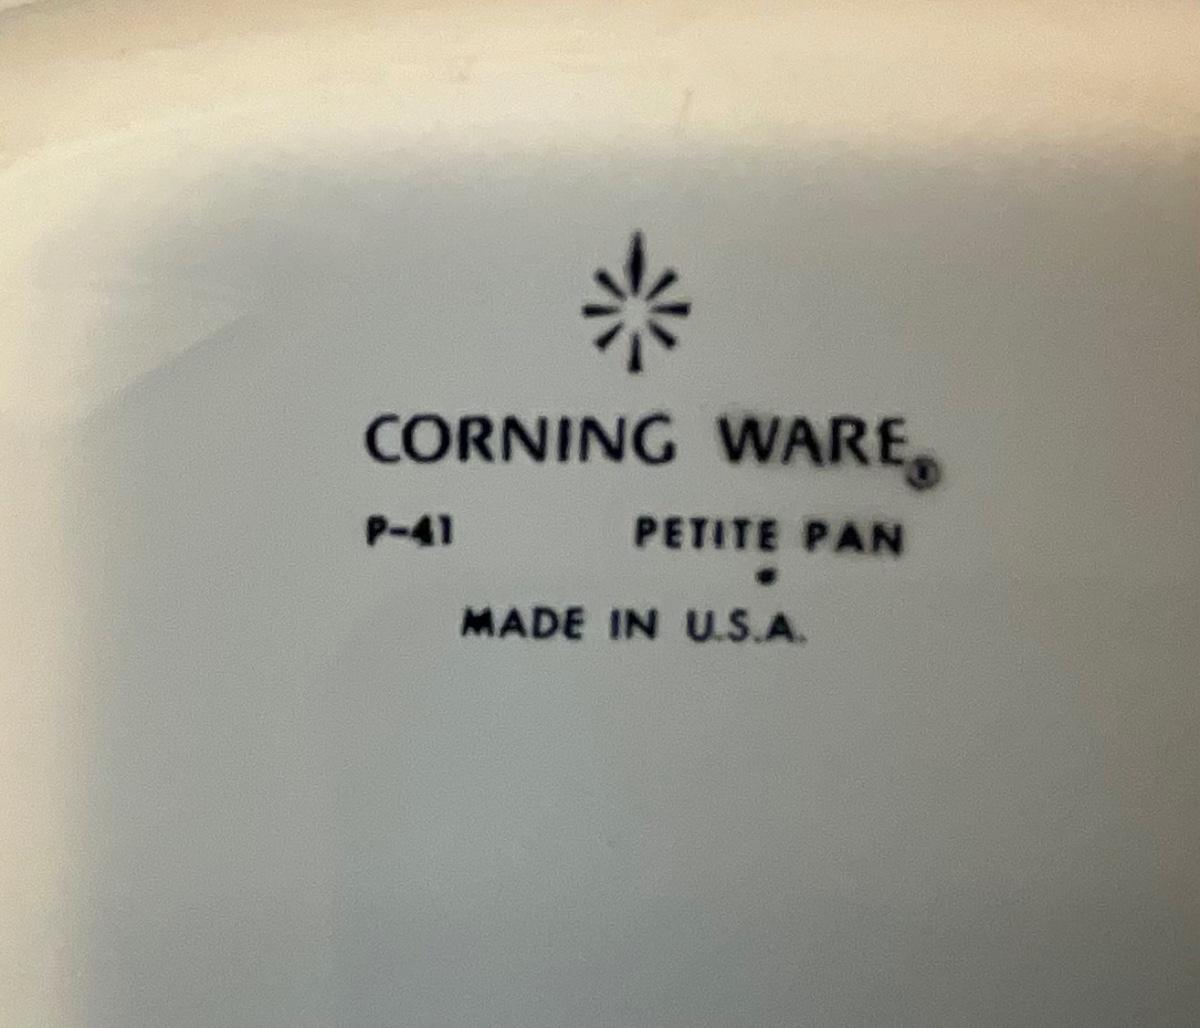 CORNING WARE®
P-41 PETITE PAN
MADE IN U.S.A.